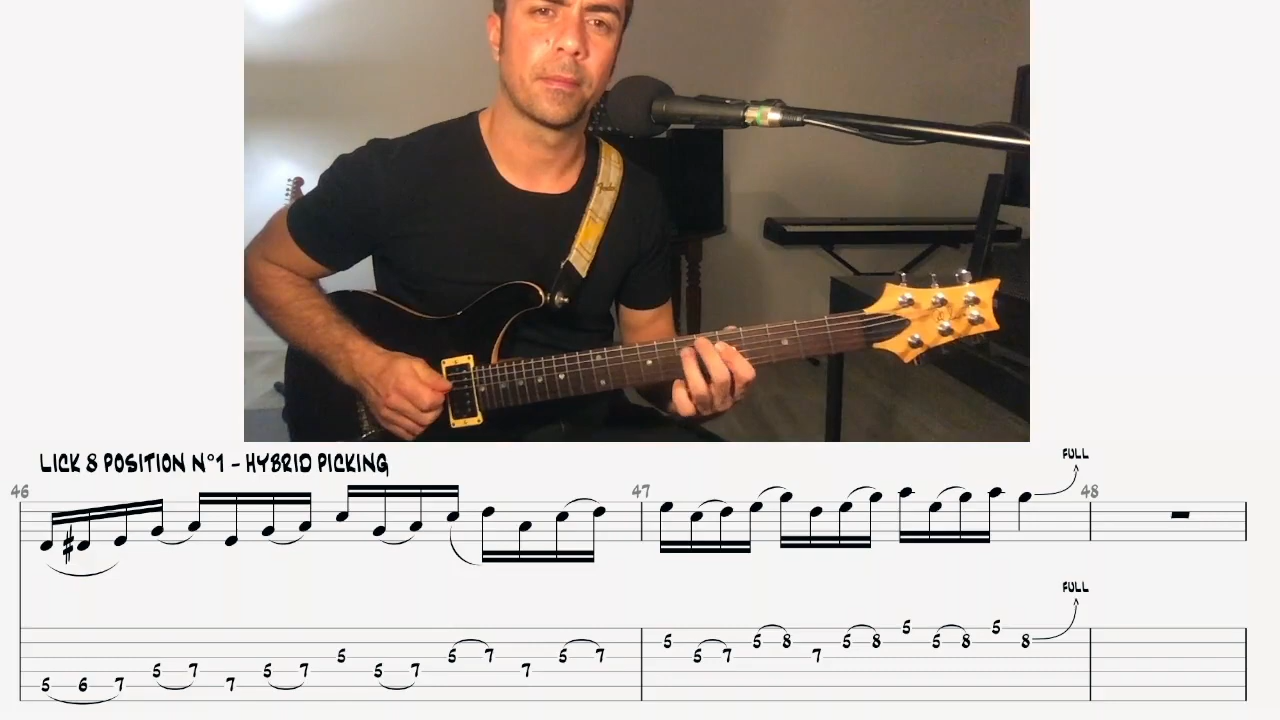 FULL
LICK 8 POSITION N°1 - HYBRID PICKING
46 47 48
FULL
5 5 8 5 8 5 5 8 5 8
5 5 7 5 7 5 7 7
5 7 5 7 5 7 7
5 6 7 7